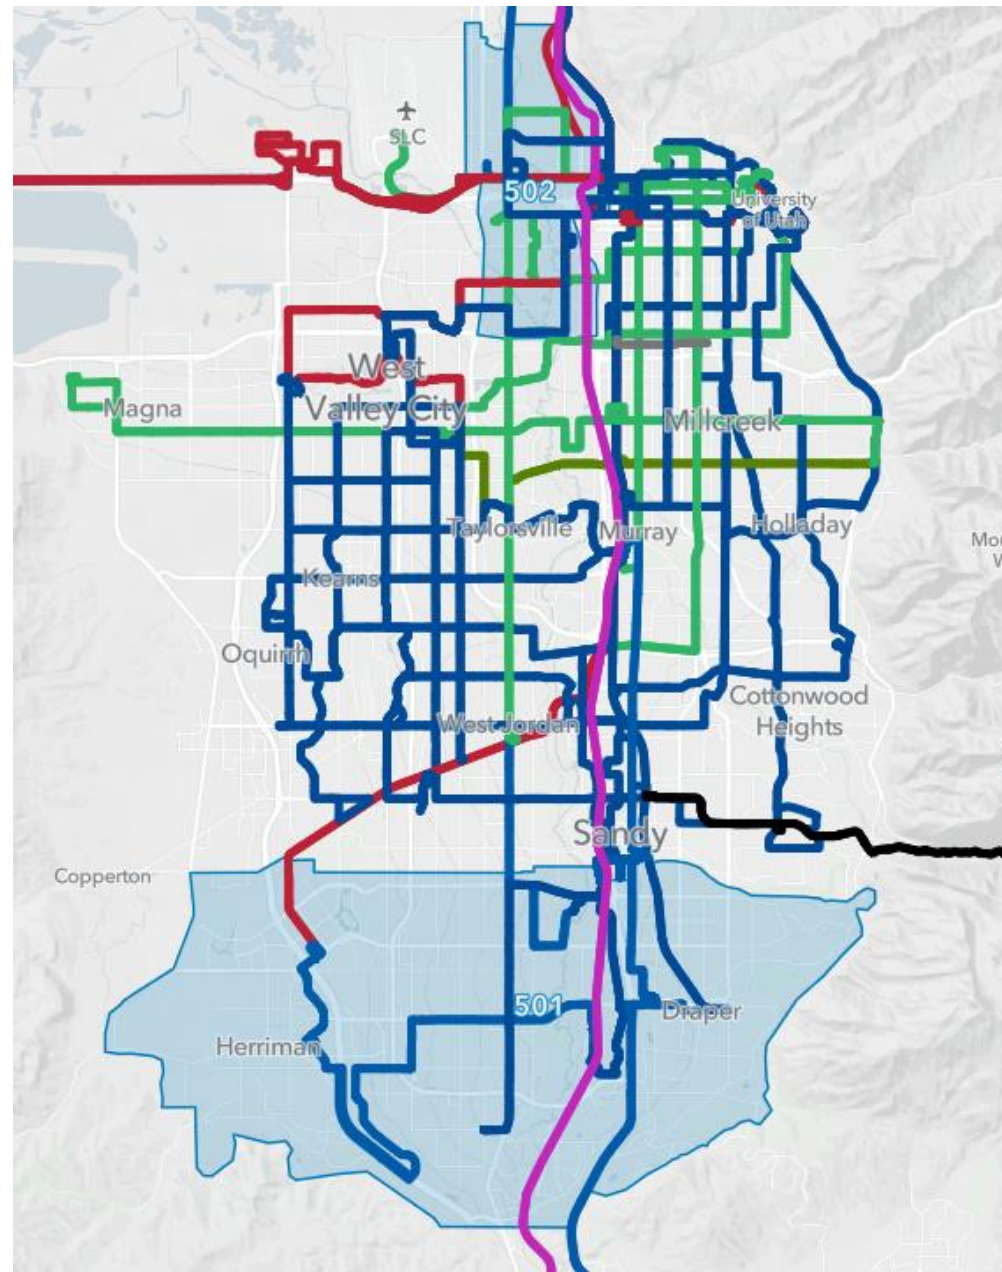 SLC
502
University
of Utah
West
Valley City
Magna
Millcreek
Taylorsville
Murray
Holladay
Kearns
Oquirrh
Cottonwood
Heights
West Jordan
Sandy
Copperton
501
Draper
Herriman